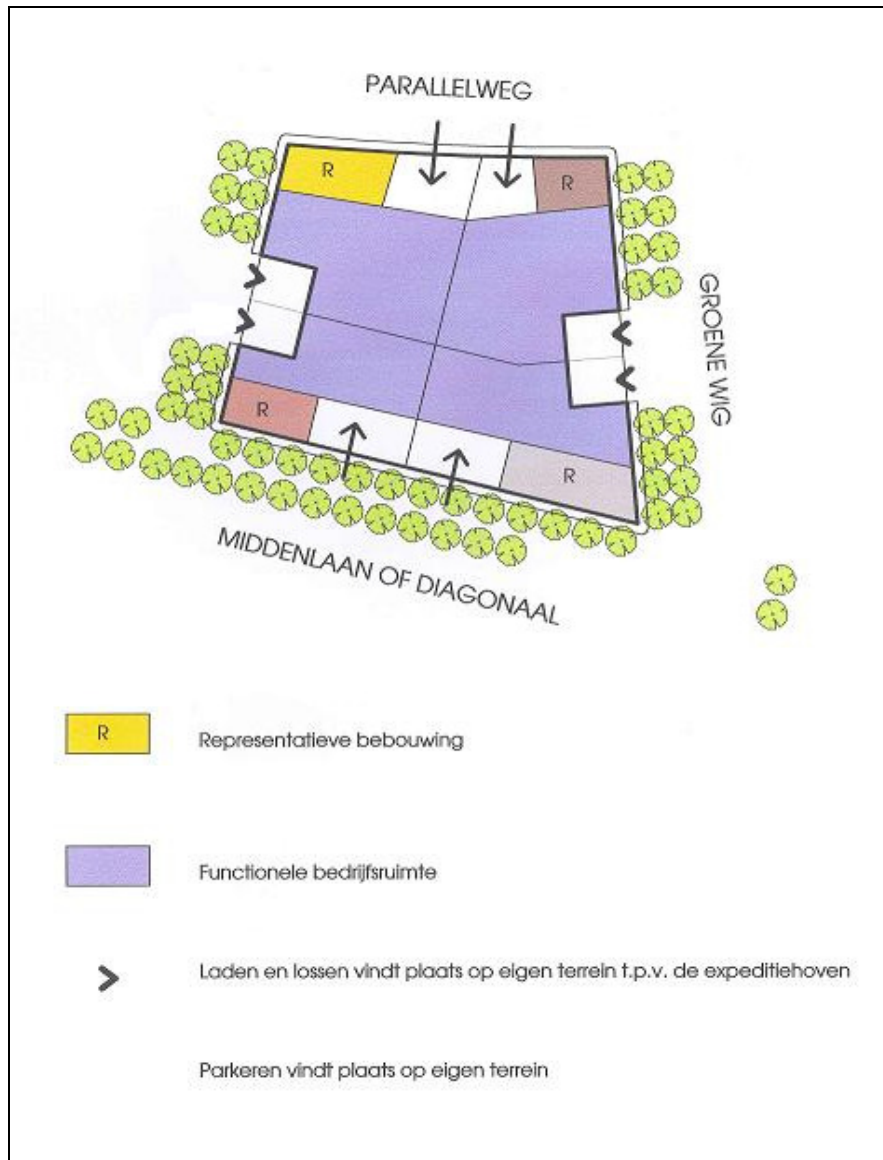 PARALLELWEG
R
R
GROENE WIG
R
R
MIDDENLAAN OF DIAGONAAL
R
Representatieve bebouwing
Functionele bedrijfsruimte
Laden en lossen vindt plaats op eigen terrein t.p.v. de expeditiehoven
Parkeren vindt plaats op eigen terrein